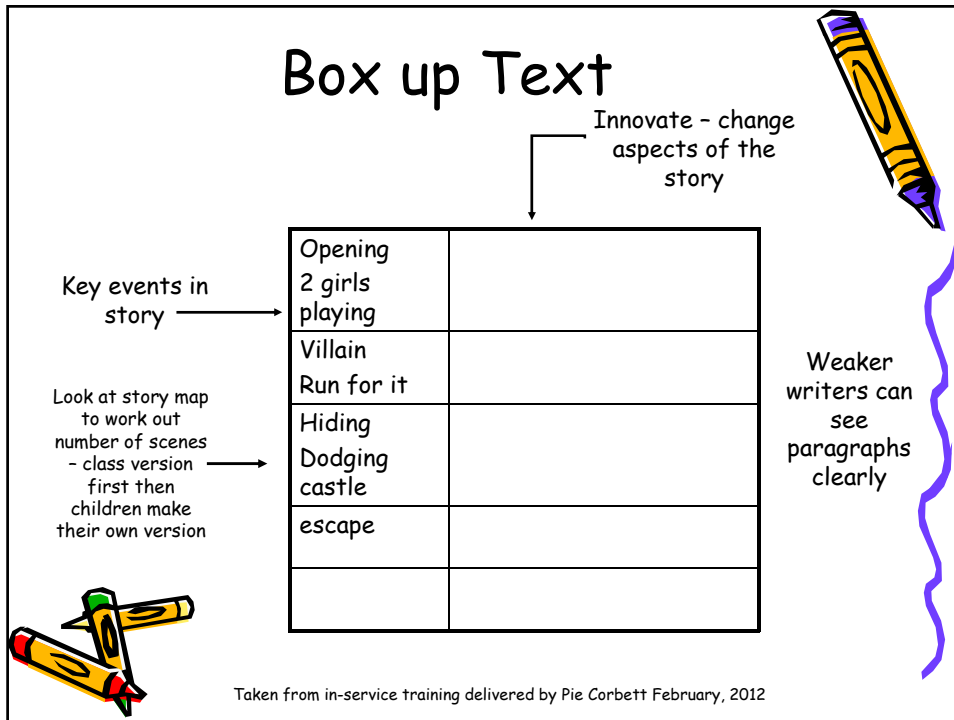 Box up Text
Innovate – change
aspects of the
story
Key events in
story
Look at story map
to work out
number of scenes
– class version
first then
children make
their own version
Opening
2 girls
playing
Villain
Run for it
Hiding
Dodging
castle
escape
Weaker
writers can
see
paragraphs
clearly
Taken from in-service training delivered by Pie Corbett February, 2012